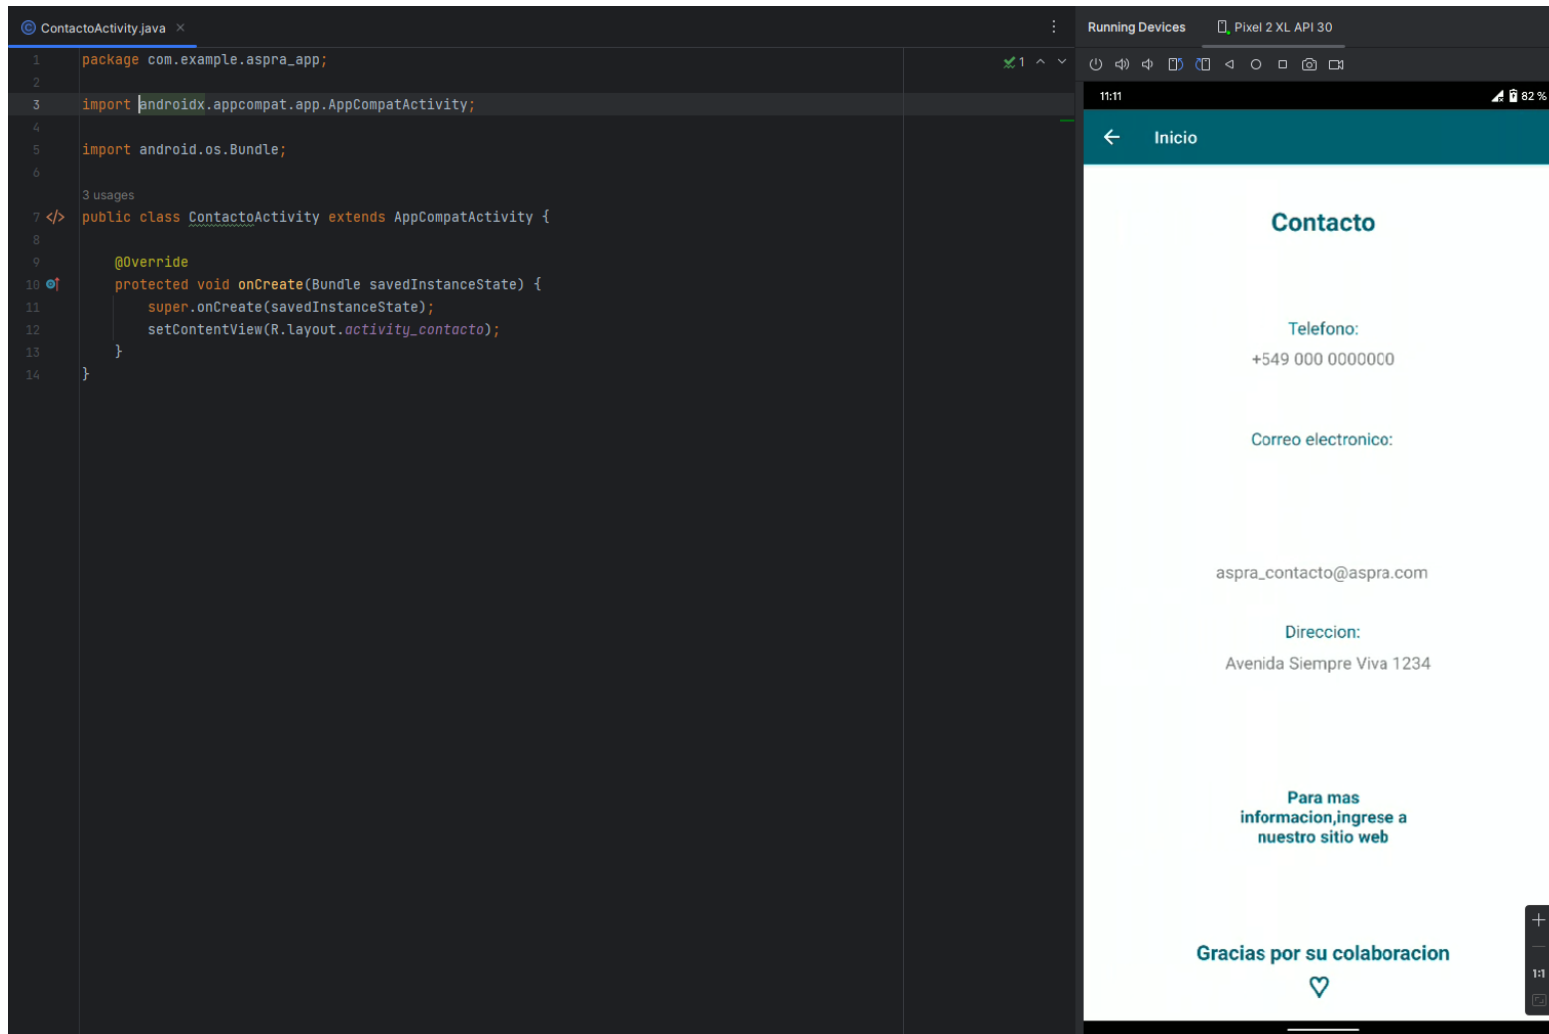 ContactoActivity.java
1 package com.example.aspra_app;
1
2
3 import androidx.appcompat.app.AppCompatActivity;
4
5 import android.os.Bundle;
6
3 usages
7 public class ContactoActivity extends AppCompatActivity {
8
9 @Override
10 protected void onCreate(Bundle savedInstanceState) {
11 super.onCreate(savedInstanceState);
12 setContentView(R.layout.activity_contacto);
13 }
14 }
Running Devices
Pixel 2 XL API 30
11:11
82 %
Inicio
Contacto
Telefono:
+549 000 0000000
Correo electronico:
aspra_contacto@aspra.com
Direccion:
Avenida Siempre Viva 1234
Para mas
informacion,ingrese a
nuestro sitio web
Gracias por su colaboracion
1:1